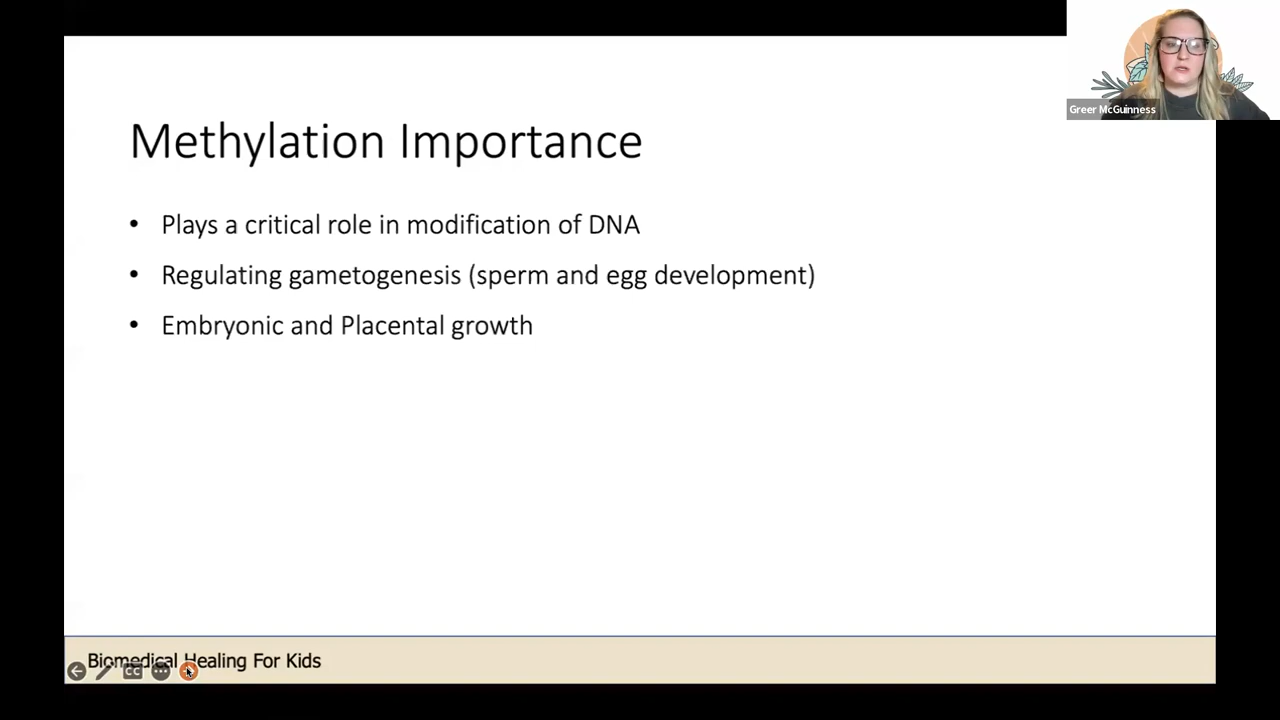 Greer McGuinness
Methylation Importance
• Plays a critical role in modification of DNA
• Regulating gametogenesis (sperm and egg development)
• Embryonic and Placental growth
Biomedical Healing For Kids
CC